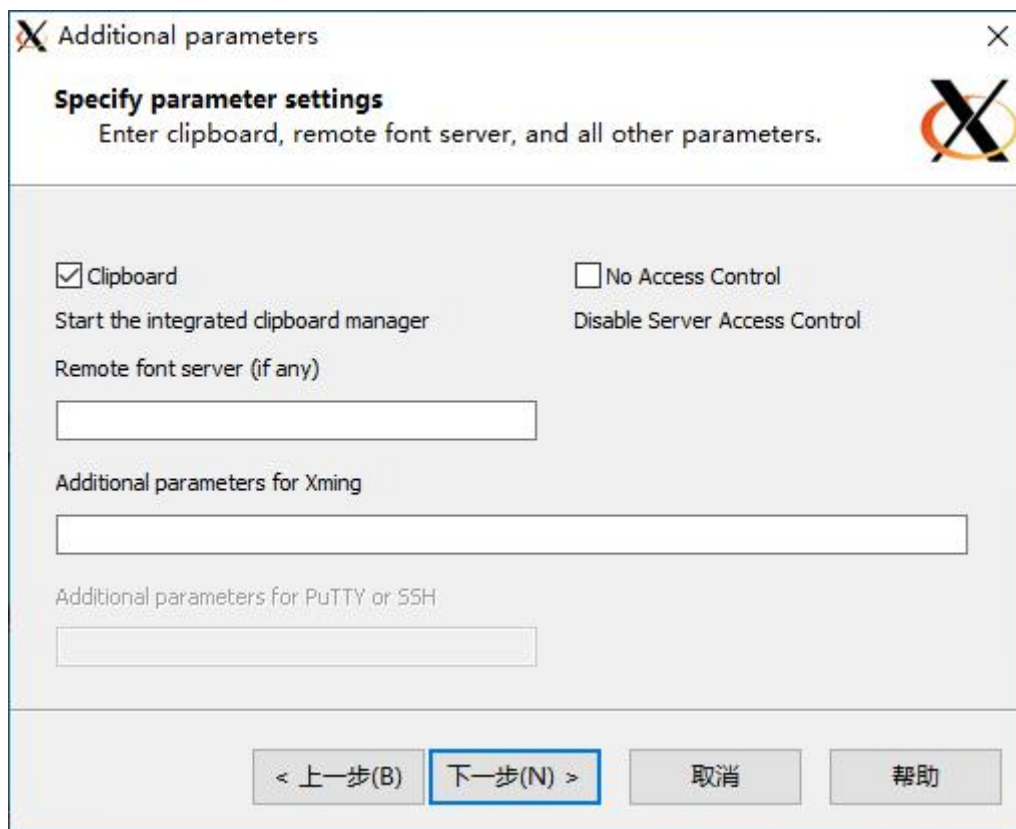 Additional parameters
Specify parameter settings
Enter clipboard, remote font server, and all other parameters.
Clipboard
No Access Control
Start the integrated clipboard manager
Disable Server Access Control
Remote font server (if any)
Additional parameters for Xming
Additional parameters for PuTTY or SSH
< 上一步(B)
下一步(N) >
取消
帮助